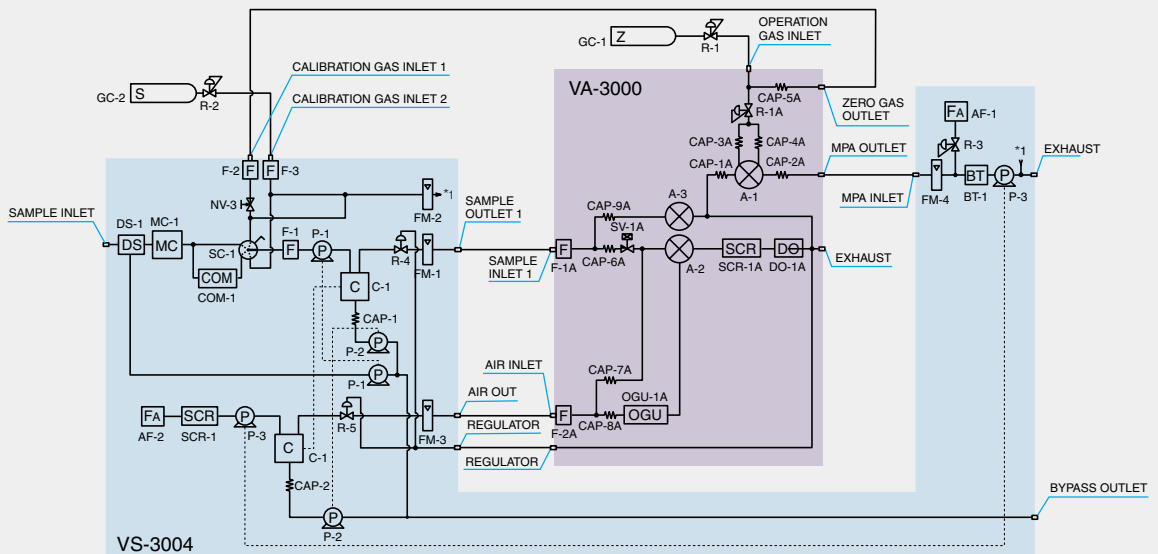 OPERATION
GAS INLET
GC-1
Z
R-1
CALIBRATION GAS INLET 1
CALIBRATION GAS INLET 2
GC-2
S
R-2
VA-3000
CAP-5A
ZERO GAS
OUTLET
R-1A
CAP-3A
CAP-4A
CAP-1A
CAP-2A
MPA OUTLET
A-1
FA
AF-1
R-3
*1
EXHAUST
BT
P
FM-4
BT-1
P-3
MPA INLET
F-2
F
F
F-3
NV-3
*1
FM-2
SAMPLE INLET
DS-1
MC-1
DS
MC
SC-1
F-1
F
P-1
P
COM
COM-1
R-4
FM-1
SAMPLE
OUTLET 1
SAMPLE
INLET 1
F
F-1A
CAP-9A
SV-1A
CAP-6A
A-3
A-2
SCR
SCR-1A
DO
DO-1A
EXHAUST
C
C-1
CAP-1
P-2
P
P-1
P
CAP-7A
AIR INLET
AIR OUT
F
F-2A
CAP-8A
OGU-1A
OGU
REGULATOR
REGULATOR
FA
AF-2
SCR
SCR-1
P
P-3
C
C-1
R-5
FM-3
CAP-2
P
P-2
BYPASS OUTLET
VS-3004